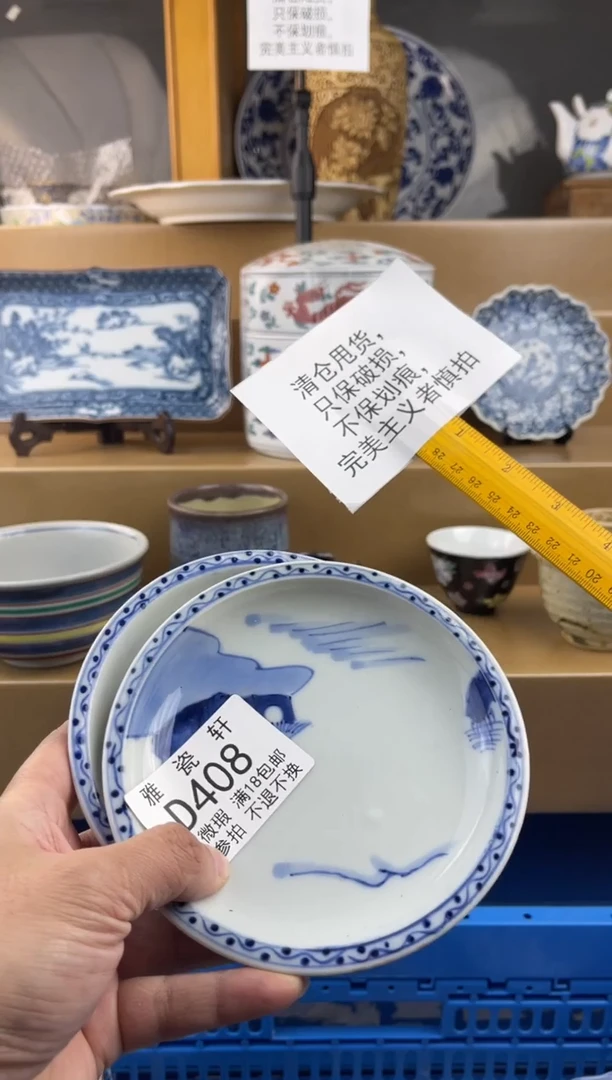 只保破损,
不保划痕,
完美主义者慎拍
清仓甩货,
只保破损,
不保划痕,
完美主义者慎拍
雅 瓷 轩
D408
微瑕 满18包邮
参拍 不退不换